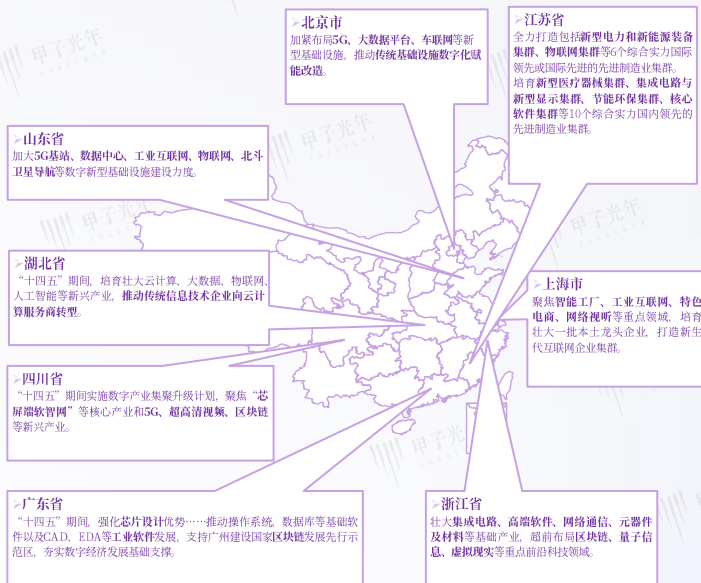 北京市
加紧布局5G、大数据平台、车联网等新
型基础设施，推动传统基础设施数字化赋
能改造。
江苏省
全力打造包括新型电力和新能源装备
集群、物联网集群等6个综合实力国际
领先或国际先进的先进制造业集群。
培育新型医疗器械集群、集成电路与
新型显示集群、节能环保集群、核心
软件集群等10个综合实力国内领先的
先进制造业集群。
甲子光年
甲子光年
山东省
加大5G基站、数据中心、工业互联网、物联网、北斗
卫星导航等数字新型基础设施建设力度。
甲子光年
甲子光年
湖北省
“十四五”期间，培育壮大云计算、大数据、物联网、
人工智能等新兴产业，推动传统信息技术企业向云计
算服务商转型。
上海市
聚焦智能工厂、工业互联网、特色
电商、网络视听等重点领域，培育
壮大一批本土龙头企业，打造新生
代互联网企业集群。
四川省
“十四五”期间实施数字产业集聚升级计划，聚焦“芯
屏端软智网”等核心产业和5G、超高清视频、区块链
等新兴产业。
甲子光年
广东省
“十四五”期间，强化芯片设计优势……推动操作系统，数据库等基础软
件以及CAD、EDA等工业软件发展，支持广州建设国家区块链发展先行示
范区，夯实数字经济发展基础支撑。
浙江省
壮大集成电路、高端软件、网络通信、元器件
及材料等基础产业，超前布局区块链、量子信
息、虚拟现实等重点前沿科技领域。